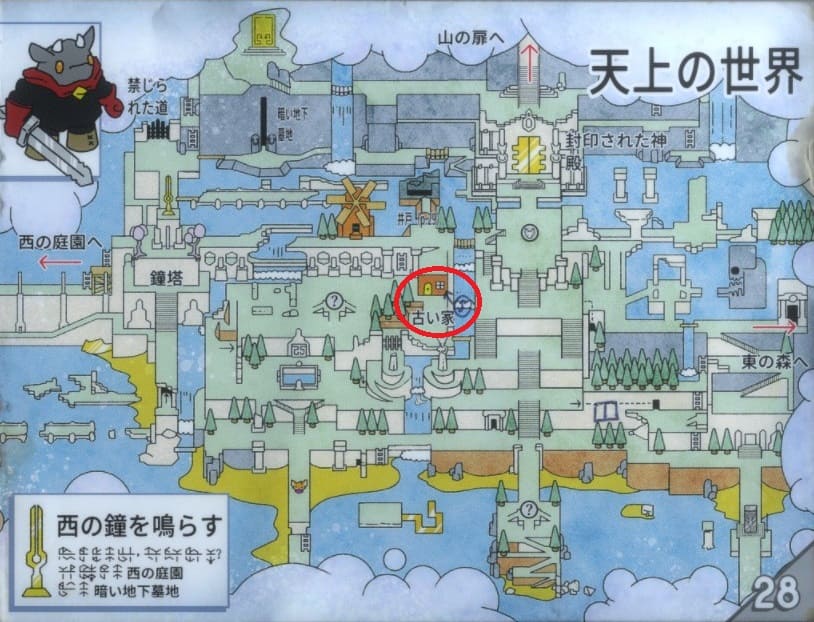 山の扉へ
天上の世界
禁じら
れた道
暗い地下
墓地
封印された神
殿
井戸
西の庭園へ
鐘塔
?
古い家
東の森へ
25
?
西の鐘を鳴らす
西の庭園
暗い地下墓地
28